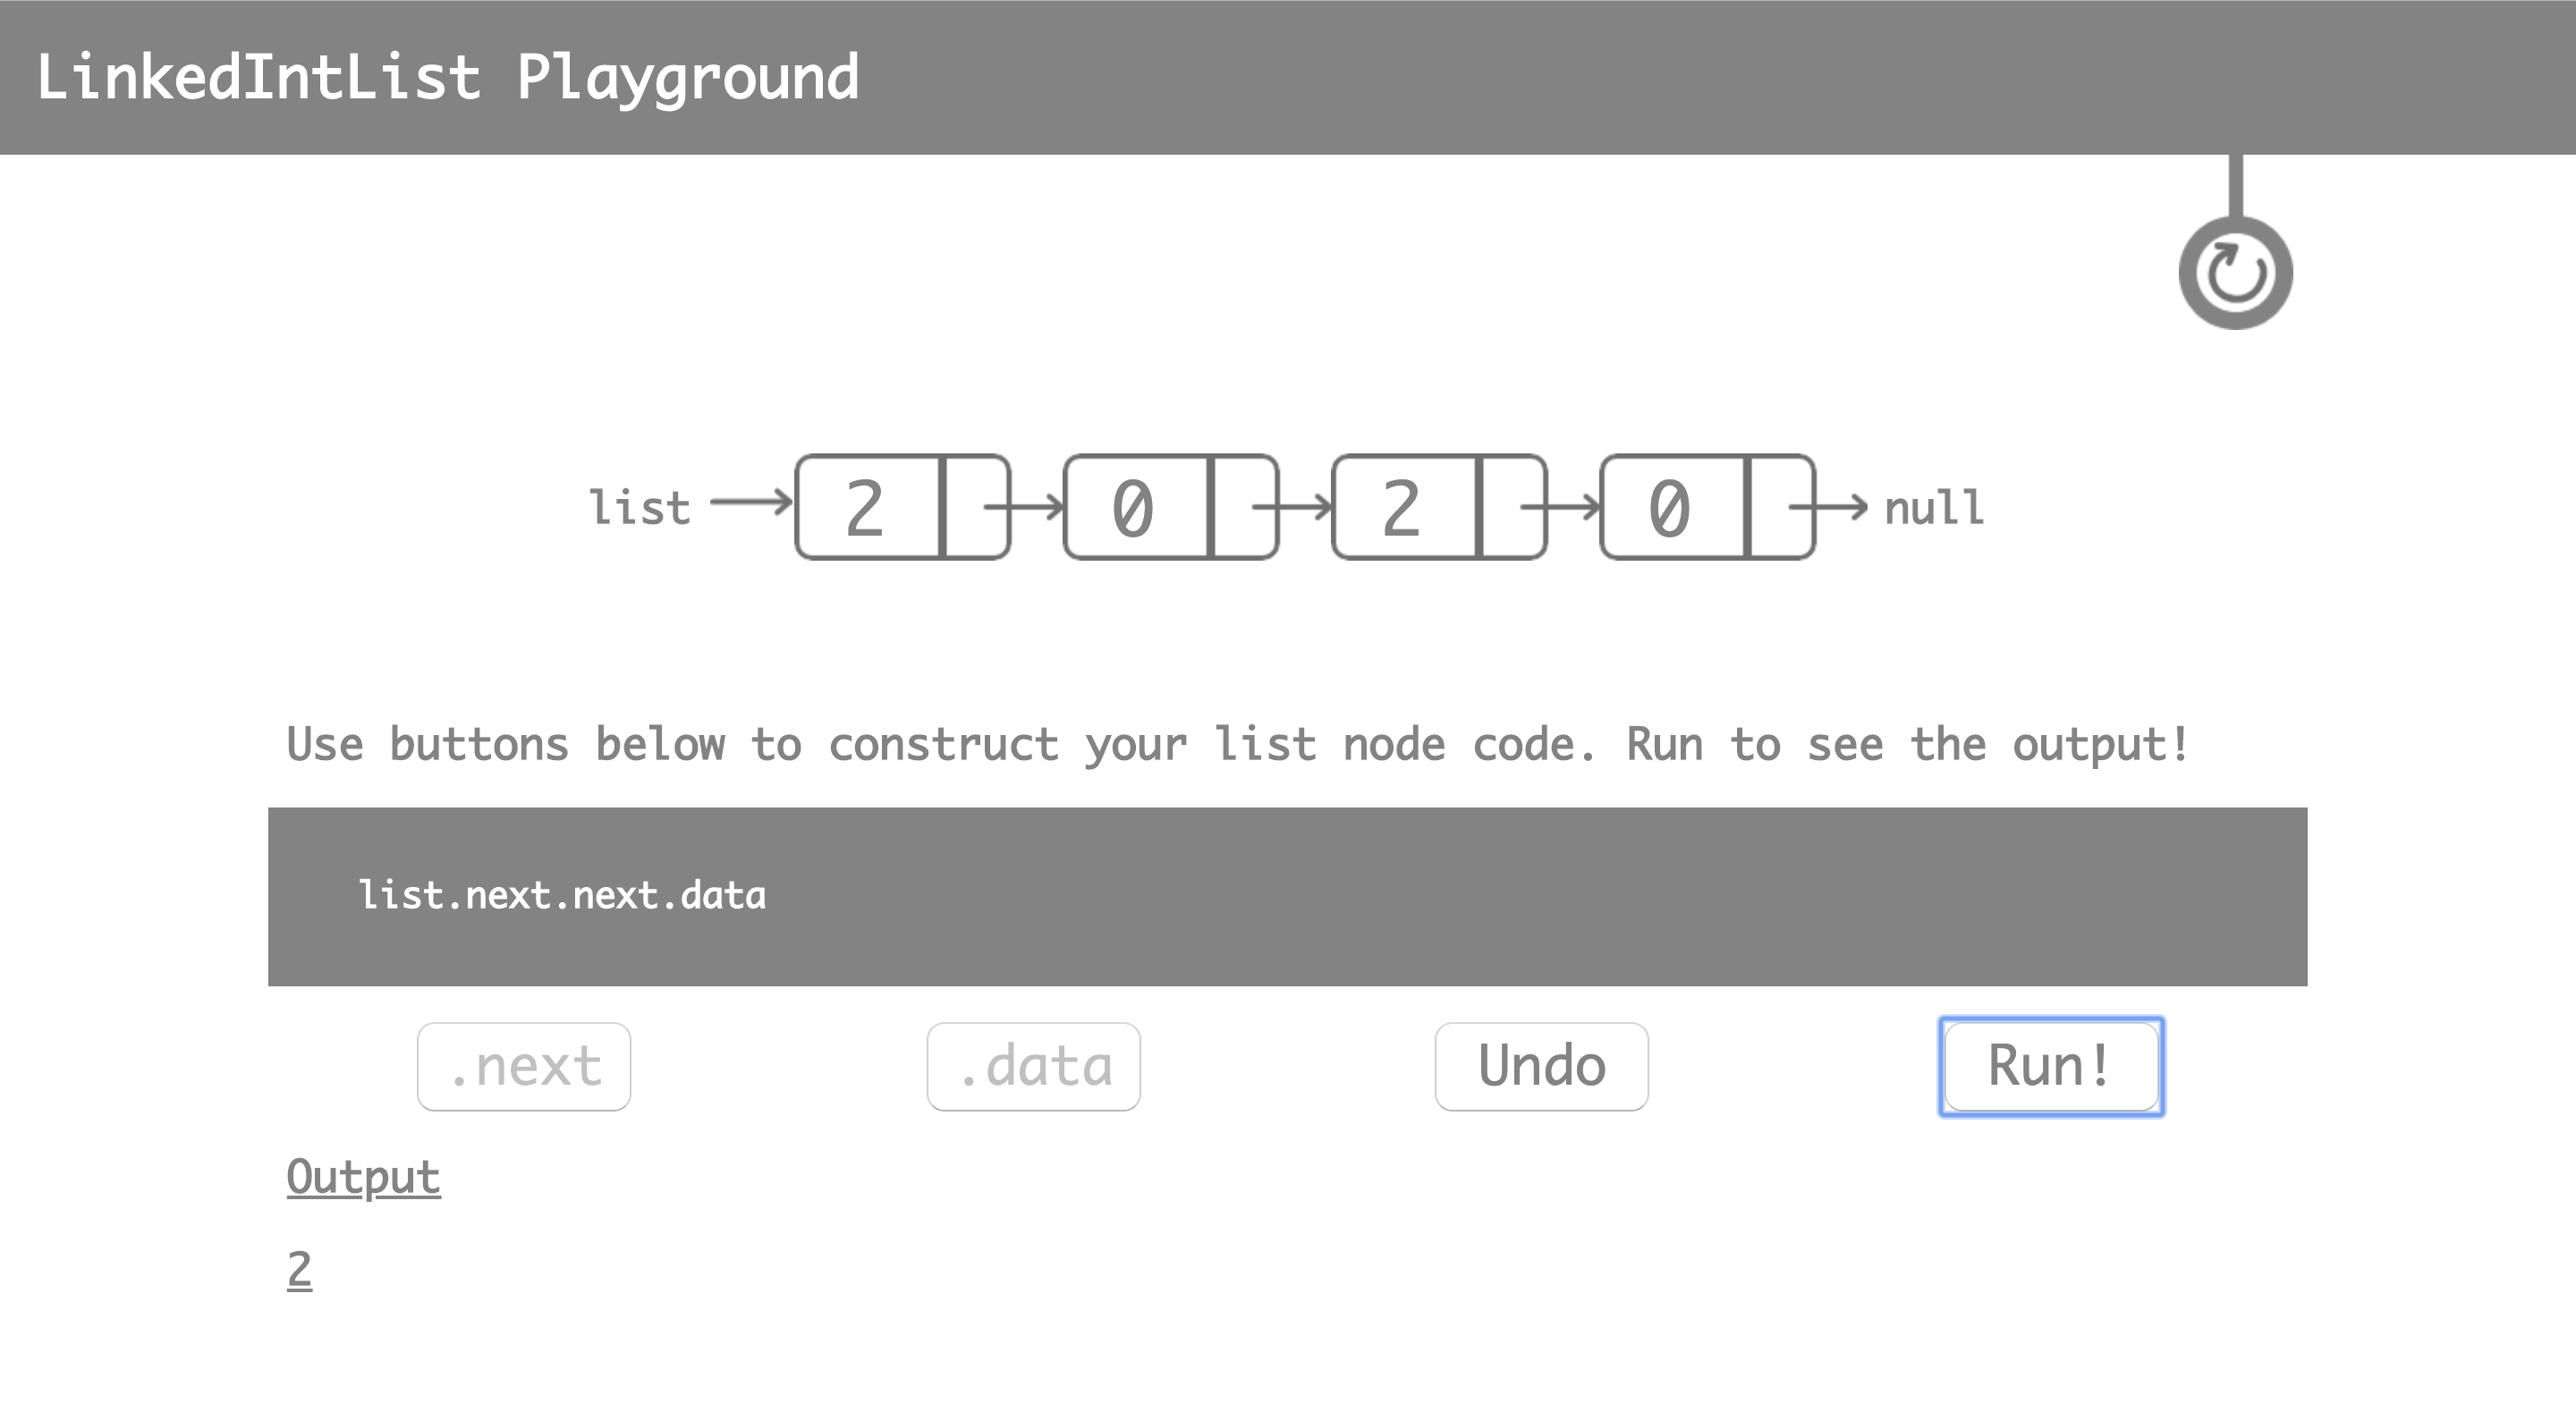 LinkedIntList Playground
list 2 0 2 0 null
Use buttons below to construct your list node code. Run to see the output!
list.next.next.data
.next .data Undo Run!
Output
2